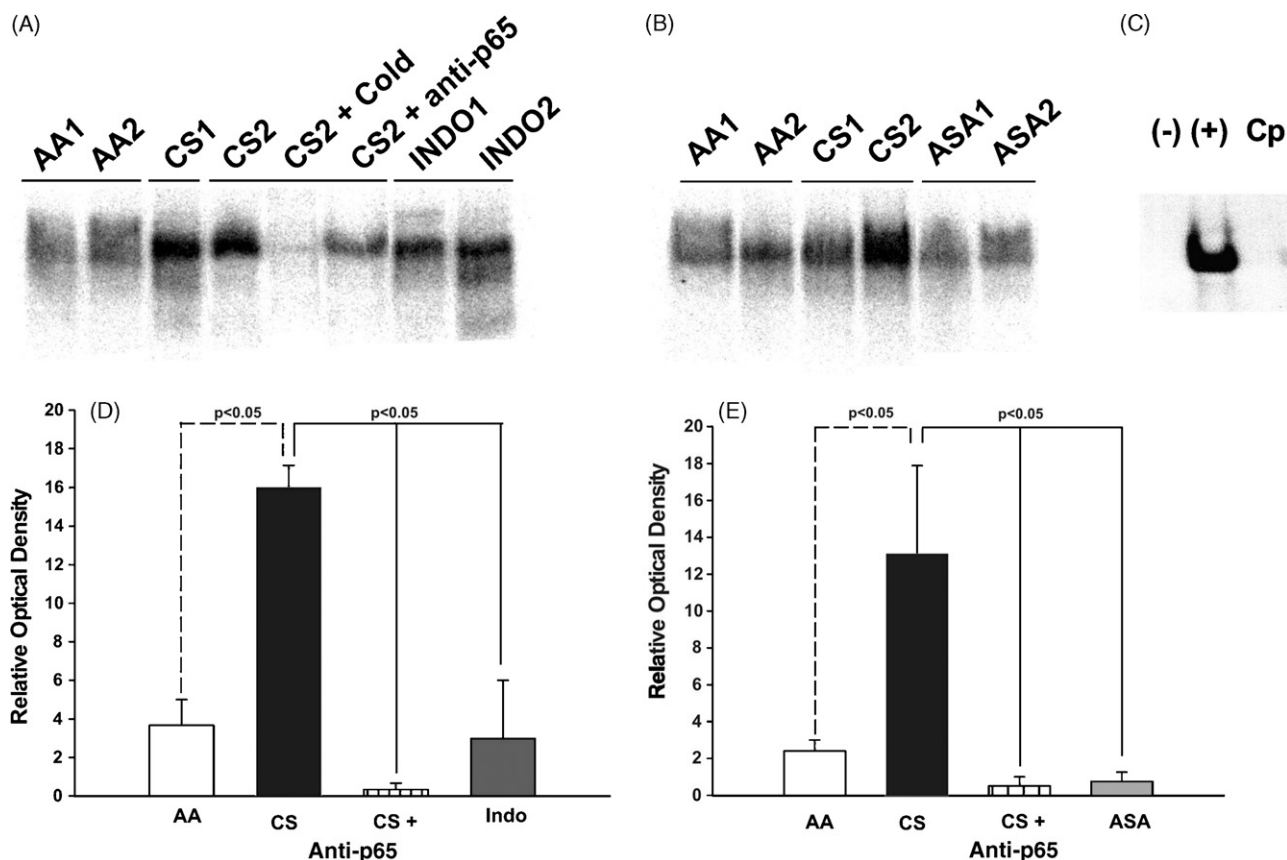 (A)
AA1 AA2 CS1 CS2 CS2 + Cold CS2 + anti-p65 INDO1 INDO2
(B)
AA1 AA2 CS1 CS2 ASA1 ASA2
(C)
(-) (+) Cp
(D)
p<0.05 p<0.05
20
18
16
14
12
10
8
6
4
2
0
Relative Optical Density
AA CS CS + Indo
Anti-p65
(E)
p<0.05 p<0.05
20
18
16
14
12
10
8
6
4
2
0
Relative Optical Density
AA CS CS + ASA
Anti-p65